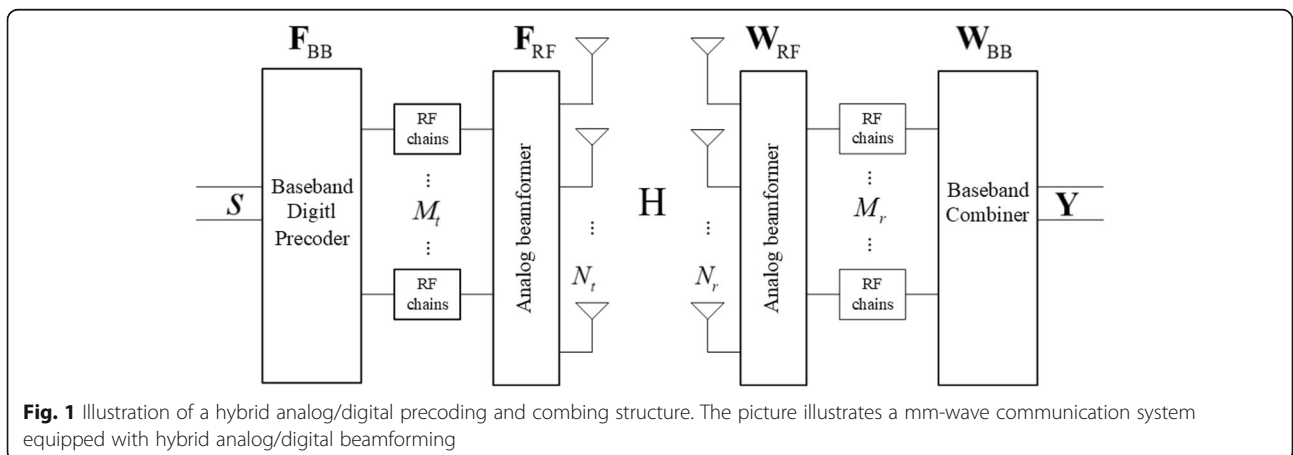 F_BB
F_RF
W_RF
W_BB
S
Baseband
Digitl
Precoder
RF
chains
⋮
M_t
⋮
RF
chains
Analog beamformer
⋮
N_t
H
⋮
N_r
Analog beamformer
RF
chains
⋮
M_r
⋮
RF
chains
Baseband
Combiner
Y
Fig. 1 Illustration of a hybrid analog/digital precoding and combing structure. The picture illustrates a mm-wave communication system
equipped with hybrid analog/digital beamforming